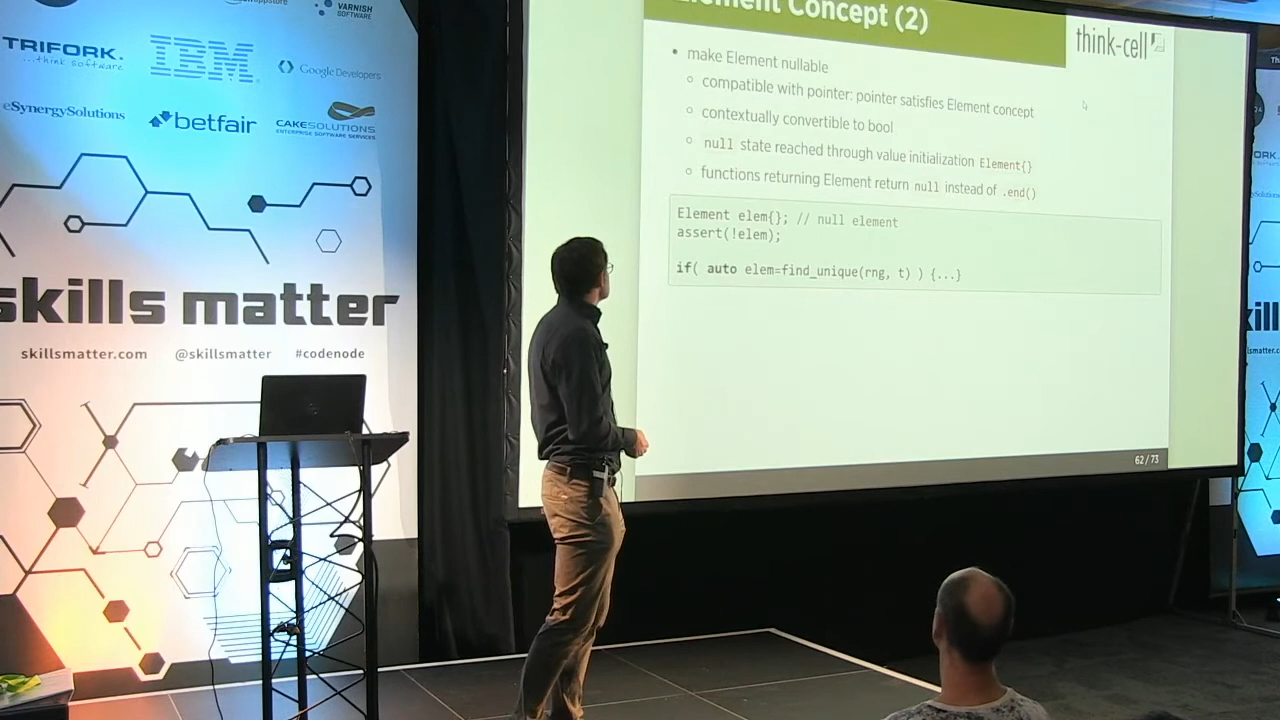 VARNISH
SOFTWARE
TRIFORK.
...think software
IBM
Google Developers
eSynergySolutions
betfair
CAKESOLUTIONS
ENTERPRISE SOFTWARE SERVICES
skills matter
skillsmatter.com @skillsmatter #codenode
Element Concept (2)
think-cell
• make Element nullable
○ compatible with pointer: pointer satisfies Element concept
○ contextually convertible to bool
○ null state reached through value initialization Element{}
○ functions returning Element return null instead of .end()
Element elem{}; // null element
assert(!elem);
if( auto elem=find_unique(rng, t) ) {...}
62 / 73